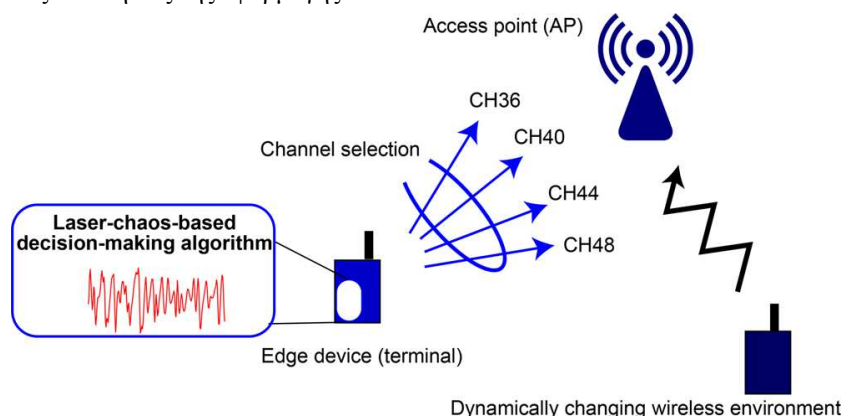 Access point (AP)
CH36
Channel selection
CH40
CH44
CH48
Laser-chaos-based
decision-making algorithm
Edge device (terminal)
Dynamically changing wireless environment